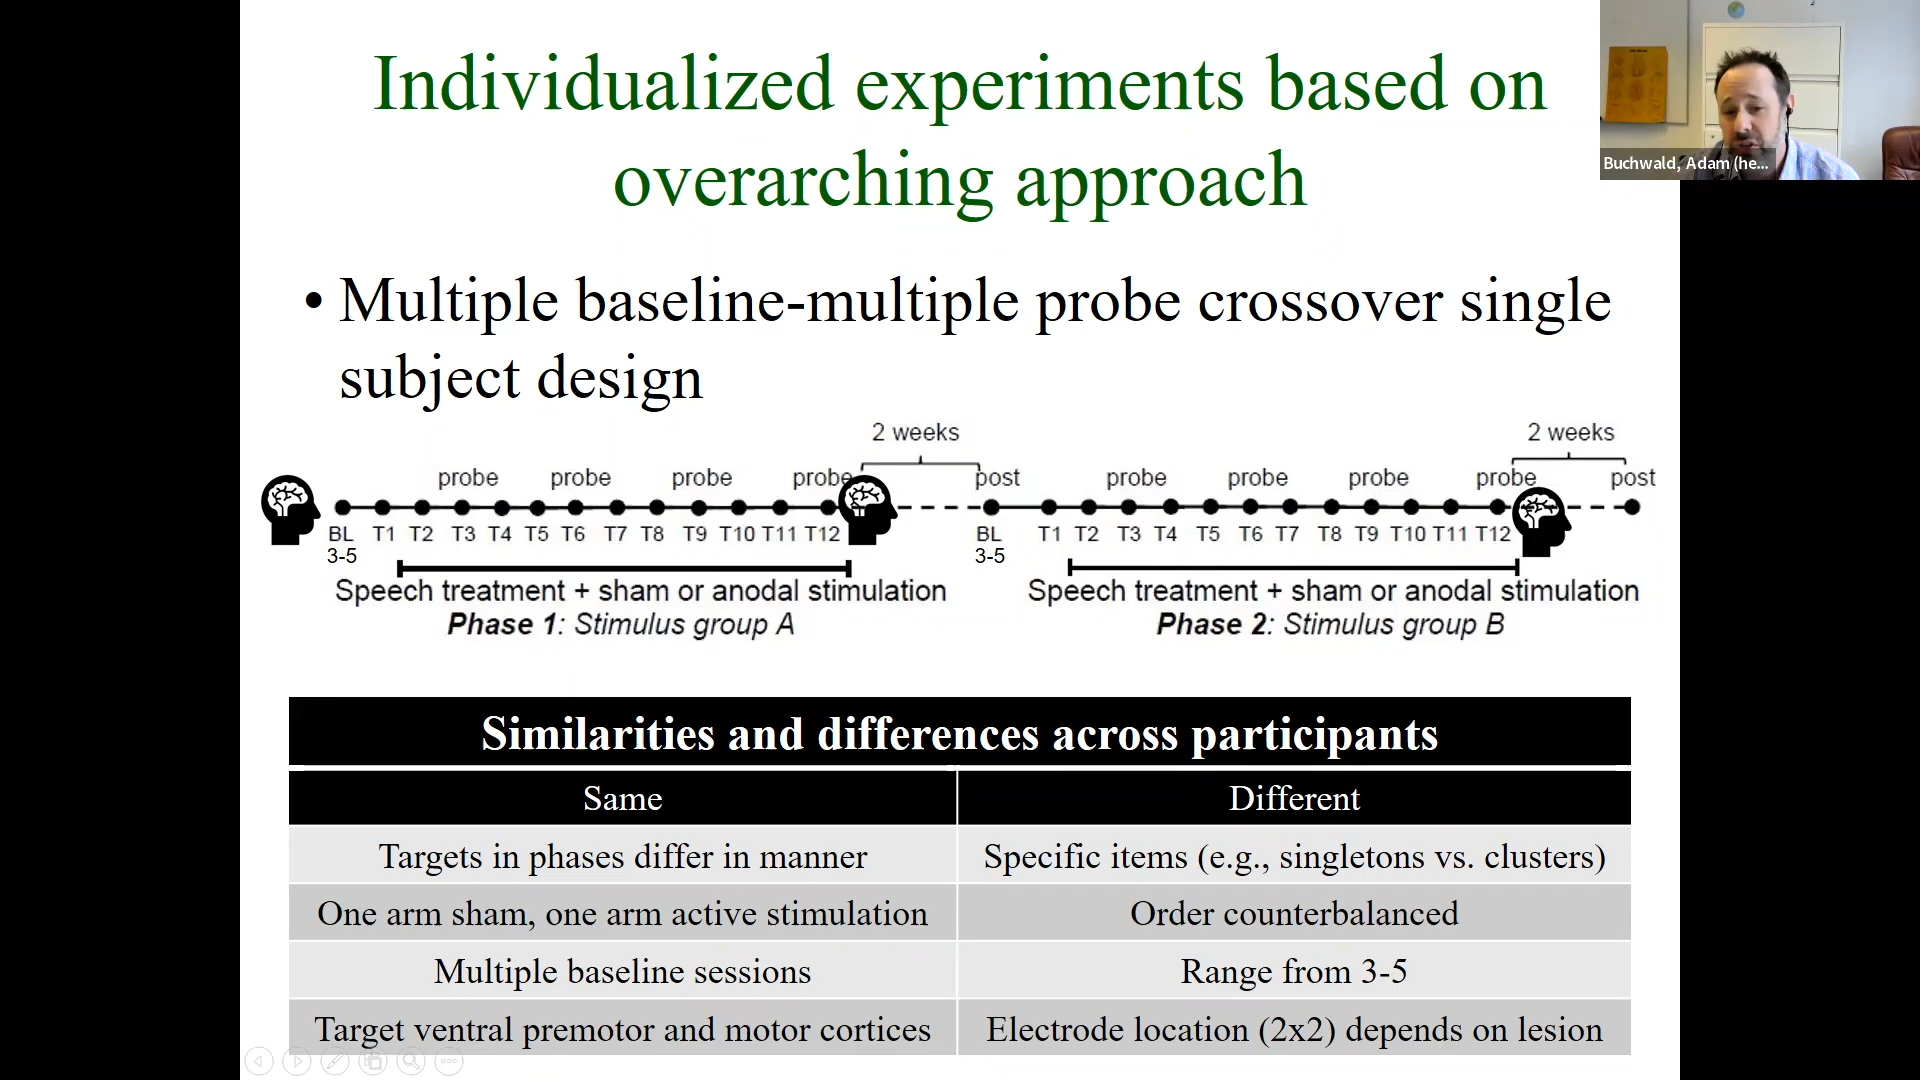 Individualized experiments based on
overarching approach
Buchwald, Adam (he...
• Multiple baseline-multiple probe crossover single
subject design
2 weeks 2 weeks
probe probe probe probe post probe probe probe probe post
BL T1 T2 T3 T4 T5 T6 T7 T8 T9 T10 T11 T12 BL T1 T2 T3 T4 T5 T6 T7 T8 T9 T10 T11 T12
3-5 3-5
Speech treatment + sham or anodal stimulation Speech treatment + sham or anodal stimulation
Phase 1: Stimulus group A Phase 2: Stimulus group B
Similarities and differences across participants
Same Different
Targets in phases differ in manner Specific items (e.g., singletons vs. clusters)
One arm sham, one arm active stimulation Order counterbalanced
Multiple baseline sessions Range from 3-5
Target ventral premotor and motor cortices Electrode location (2x2) depends on lesion